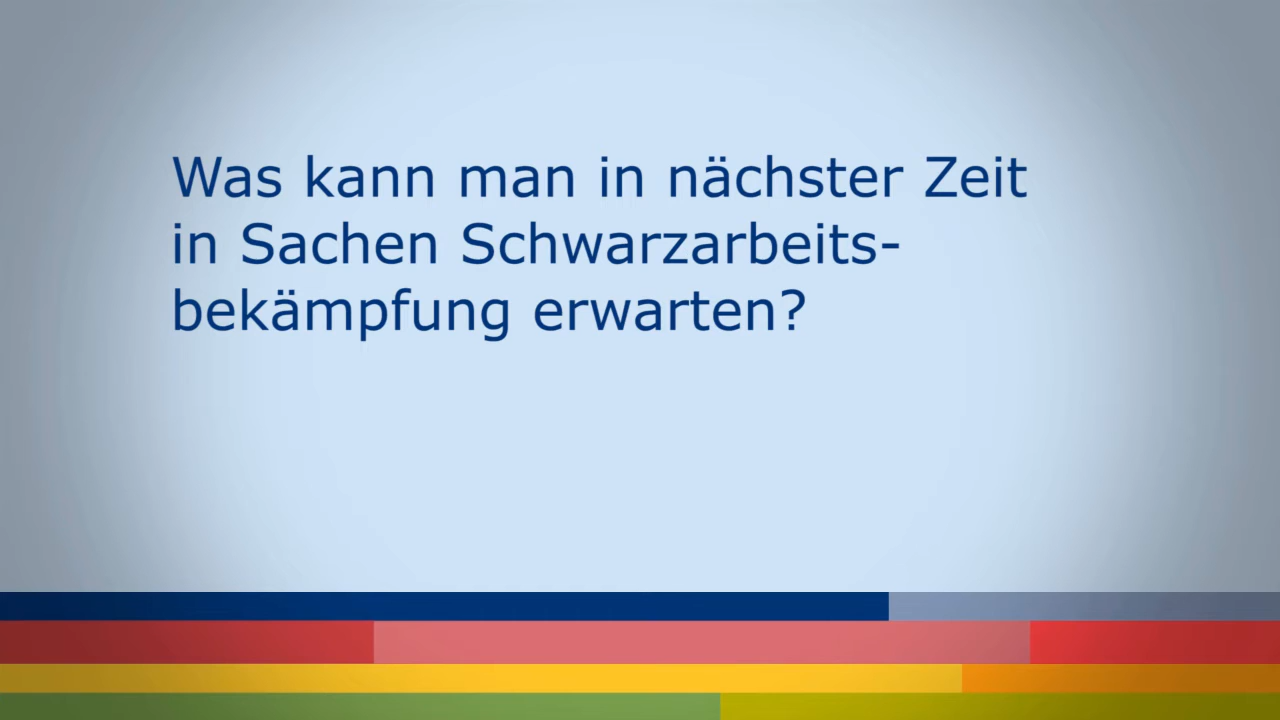 Was kann man in nächster Zeit
in Sachen Schwarzarbeits-
bekämpfung erwarten?